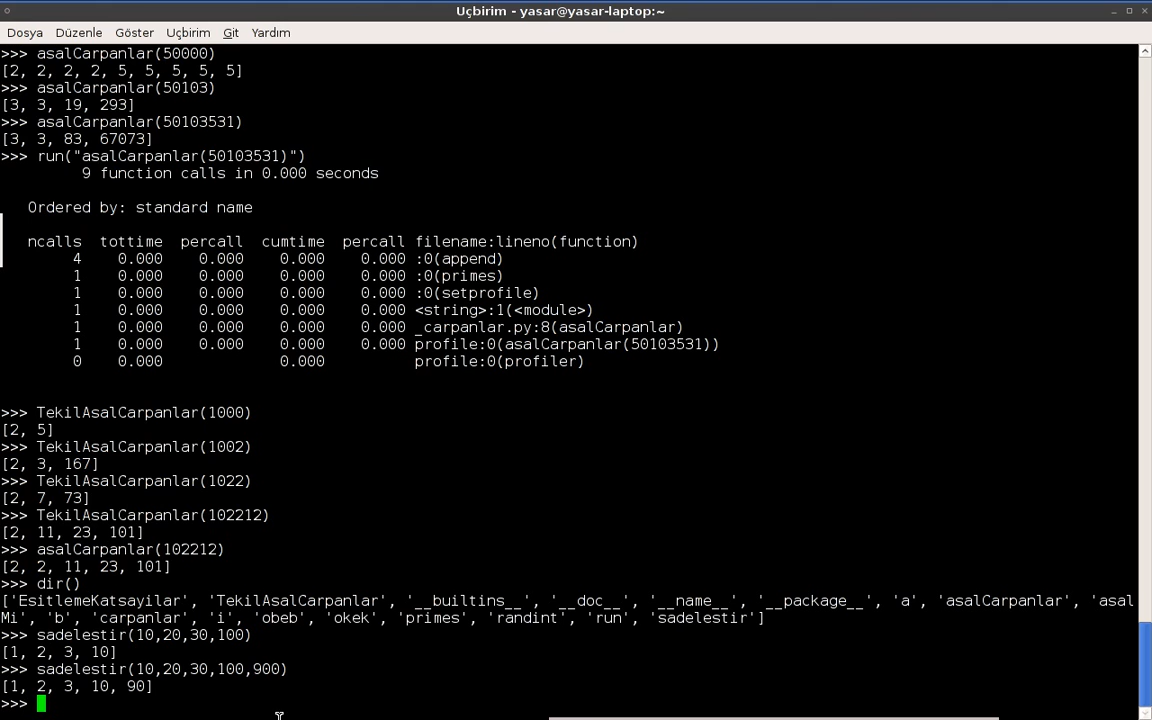 Uçbirim - yasar@yasar-laptop:~
Dosya Düzenle Göster Uçbirim Git Yardım
>>> asalCarpanlar(50000)
[2, 2, 2, 2, 5, 5, 5, 5, 5]
>>> asalCarpanlar(50103)
[3, 3, 19, 293]
>>> asalCarpanlar(50103531)
[3, 3, 83, 67073]
>>> run("asalCarpanlar(50103531)")
         9 function calls in 0.000 seconds
   Ordered by: standard name
   ncalls  tottime  percall  cumtime  percall filename:lineno(function)
        4    0.000    0.000    0.000    0.000 :0(append)
        1    0.000    0.000    0.000    0.000 :0(primes)
        1    0.000    0.000    0.000    0.000 :0(setprofile)
        1    0.000    0.000    0.000    0.000 <string>:1(<module>)
        1    0.000    0.000    0.000    0.000 _carpanlar.py:8(asalCarpanlar)
        1    0.000    0.000    0.000    0.000 profile:0(asalCarpanlar(50103531))
        0    0.000             0.000          profile:0(profiler)
>>> TekilAsalCarpanlar(1000)
[2, 5]
>>> TekilAsalCarpanlar(1002)
[2, 3, 167]
>>> TekilAsalCarpanlar(1022)
[2, 7, 73]
>>> TekilAsalCarpanlar(102212)
[2, 11, 23, 101]
>>> asalCarpanlar(102212)
[2, 2, 11, 23, 101]
>>> dir()
['EsitlemeKatsayilar', 'TekilAsalCarpanlar', '__builtins__', '__doc__', '__name__', '__package__', 'a', 'asalCarpanlar', 'asal
Mi', 'b', 'carpanlar', 'i', 'obeb', 'okek', 'primes', 'randint', 'run', 'sadelestir']
>>> sadelestir(10,20,30,100)
[1, 2, 3, 10]
>>> sadelestir(10,20,30,100,900)
[1, 2, 3, 10, 90]
>>>